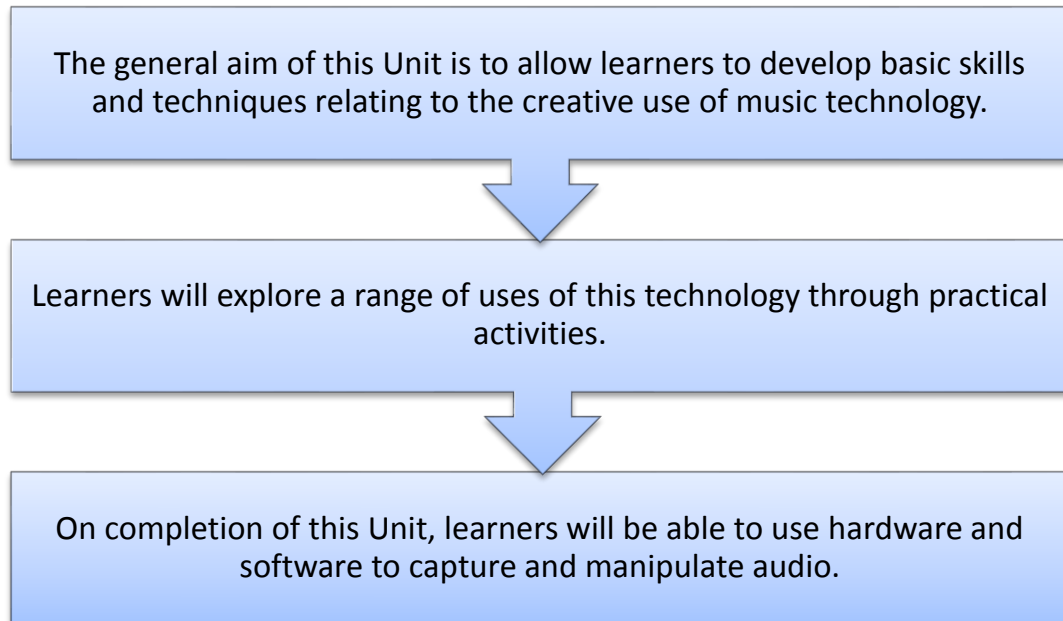 The general aim of this Unit is to allow learners to develop basic skills
and techniques relating to the creative use of music technology.
Learners will explore a range of uses of this technology through practical
activities.
On completion of this Unit, learners will be able to use hardware and
software to capture and manipulate audio.